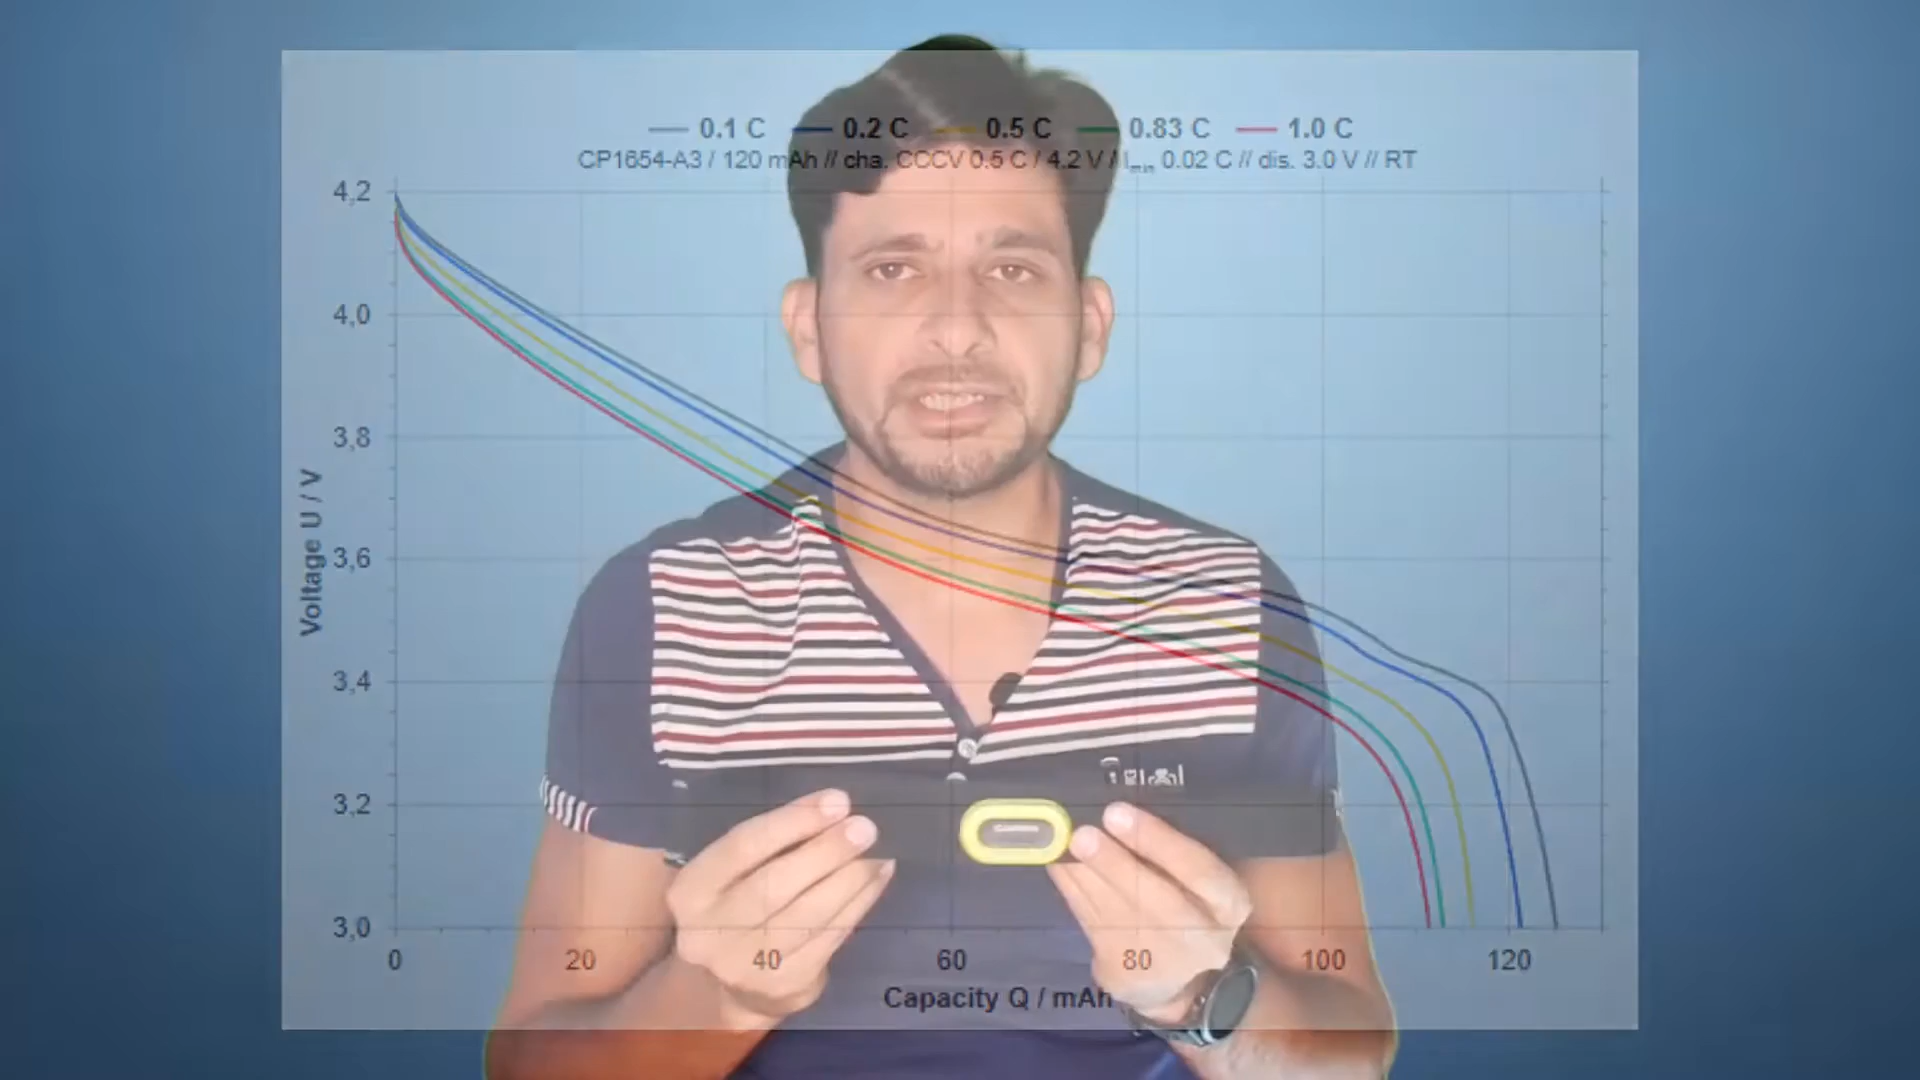 0.1 C 0.2 C 0.5 C 0.83 C 1.0 C
CP1654-A3 / 120 mAh // cha. CCCV 0.5 C / 4.2 V / Imin 0.02 C // dis. 3.0 V // RT
4,2
4,0
3,8
3,6
3,4
3,2
3,0
Voltage U / V
0 20 40 60 80 100 120
Capacity Q / mAh